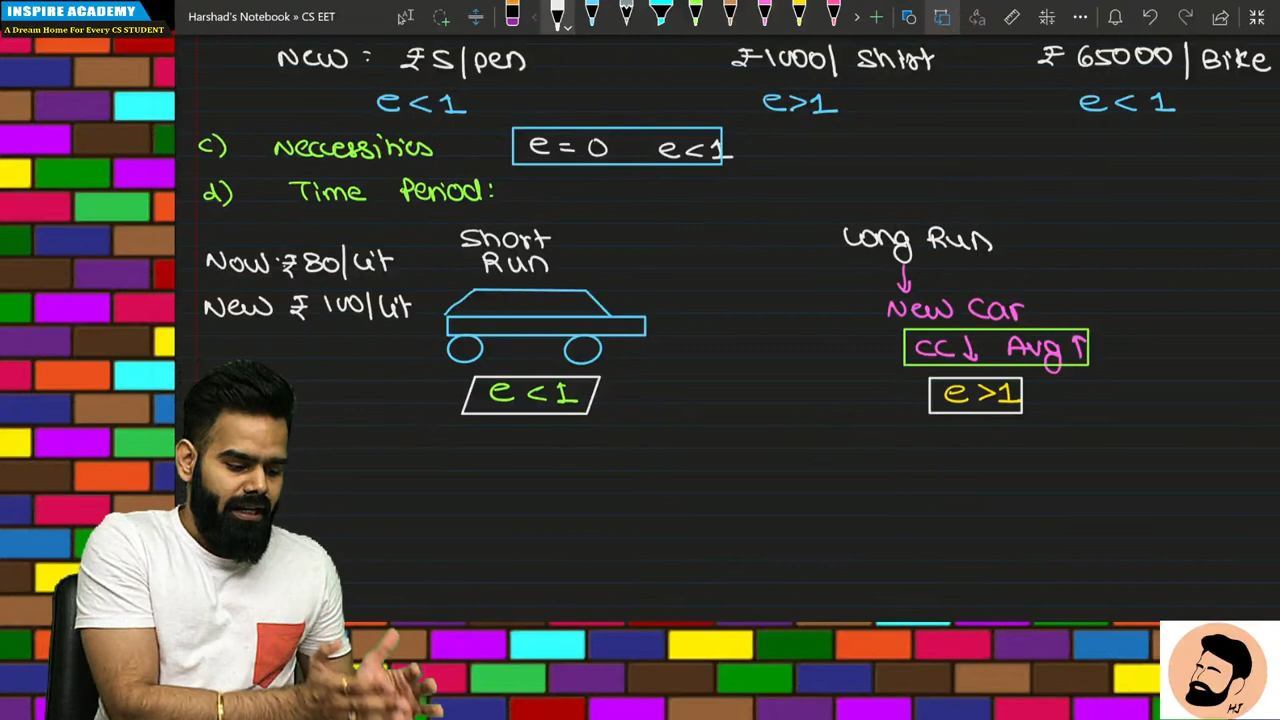 INSPIRE ACADEMY
A Dream Home For Every CS STUDENT
Harshad's Notebook » CS EET
New : ₹5/pen ₹1000/ Shirt ₹65000/Bike
e<1 e>1 e<1
c) Neccessities e=0 e<1
d) Time Period:
Short Run
Long Run
Now:₹80/Lit
New ₹100/Lit
New Car
CC↓ Avg↑
e<1 e>1
HJ